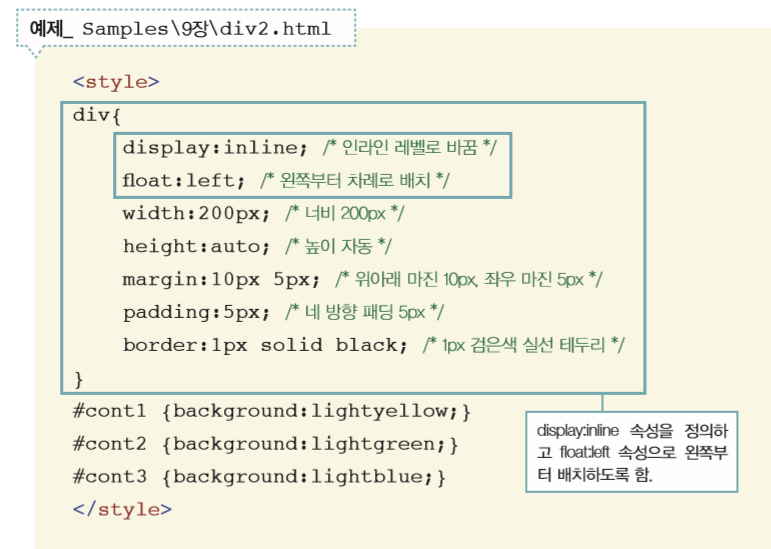 예제_ Samples\9장\div2.html
<style>
div{
display:inline; /* 인라인 레벨로 바꿈 */
float:left; /* 왼쪽부터 차례로 배치 */
width:200px; /* 너비 200px */
height:auto; /* 높이 자동 */
margin:10px 5px; /* 위아래 마진 10px, 좌우 마진 5px */
padding:5px; /* 네 방향 패딩 5px */
border:1px solid black; /* 1px 검은색 실선 테두리 */
}
#cont1 {background:lightyellow;}
#cont2 {background:lightgreen;}
#cont3 {background:lightblue;}
</style>
display:inline 속성을 정의하
고 float:left 속성으로 왼쪽부
터 배치하도록 함.